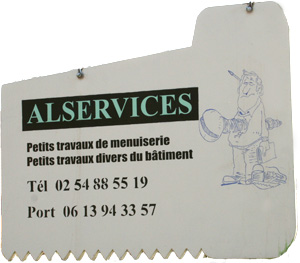 ALSERVICES
Petits travaux de menuiserie
Petits travaux divers du bâtiment
Tél 02 54 88 55 19
Port 06 13 94 33 57